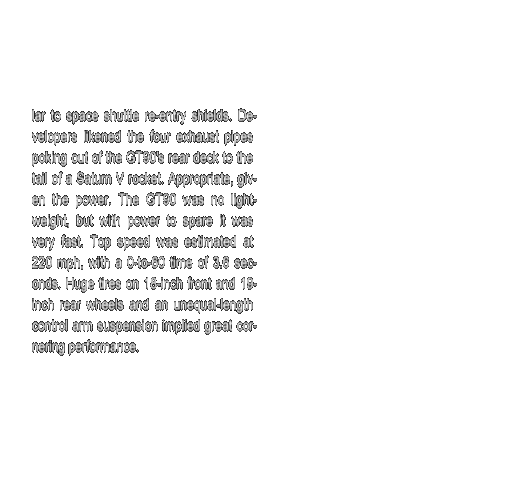 lar to space shuttle re-entry shields. De-
velopers likened the four exhaust pipes
poking out of the GT90's rear deck to the
tail of a Saturn V rocket. Appropriate, giv-
en the power. The GT90 was no light-
weight, but with power to spare it was
very fast. Top speed was estimated at
220 mph, with a 0-to-60 time of 3.6 sec-
onds. Huge tires on 18-inch front and 19-
inch rear wheels and an unequal-length
control arm suspension implied great cor-
nering performance.